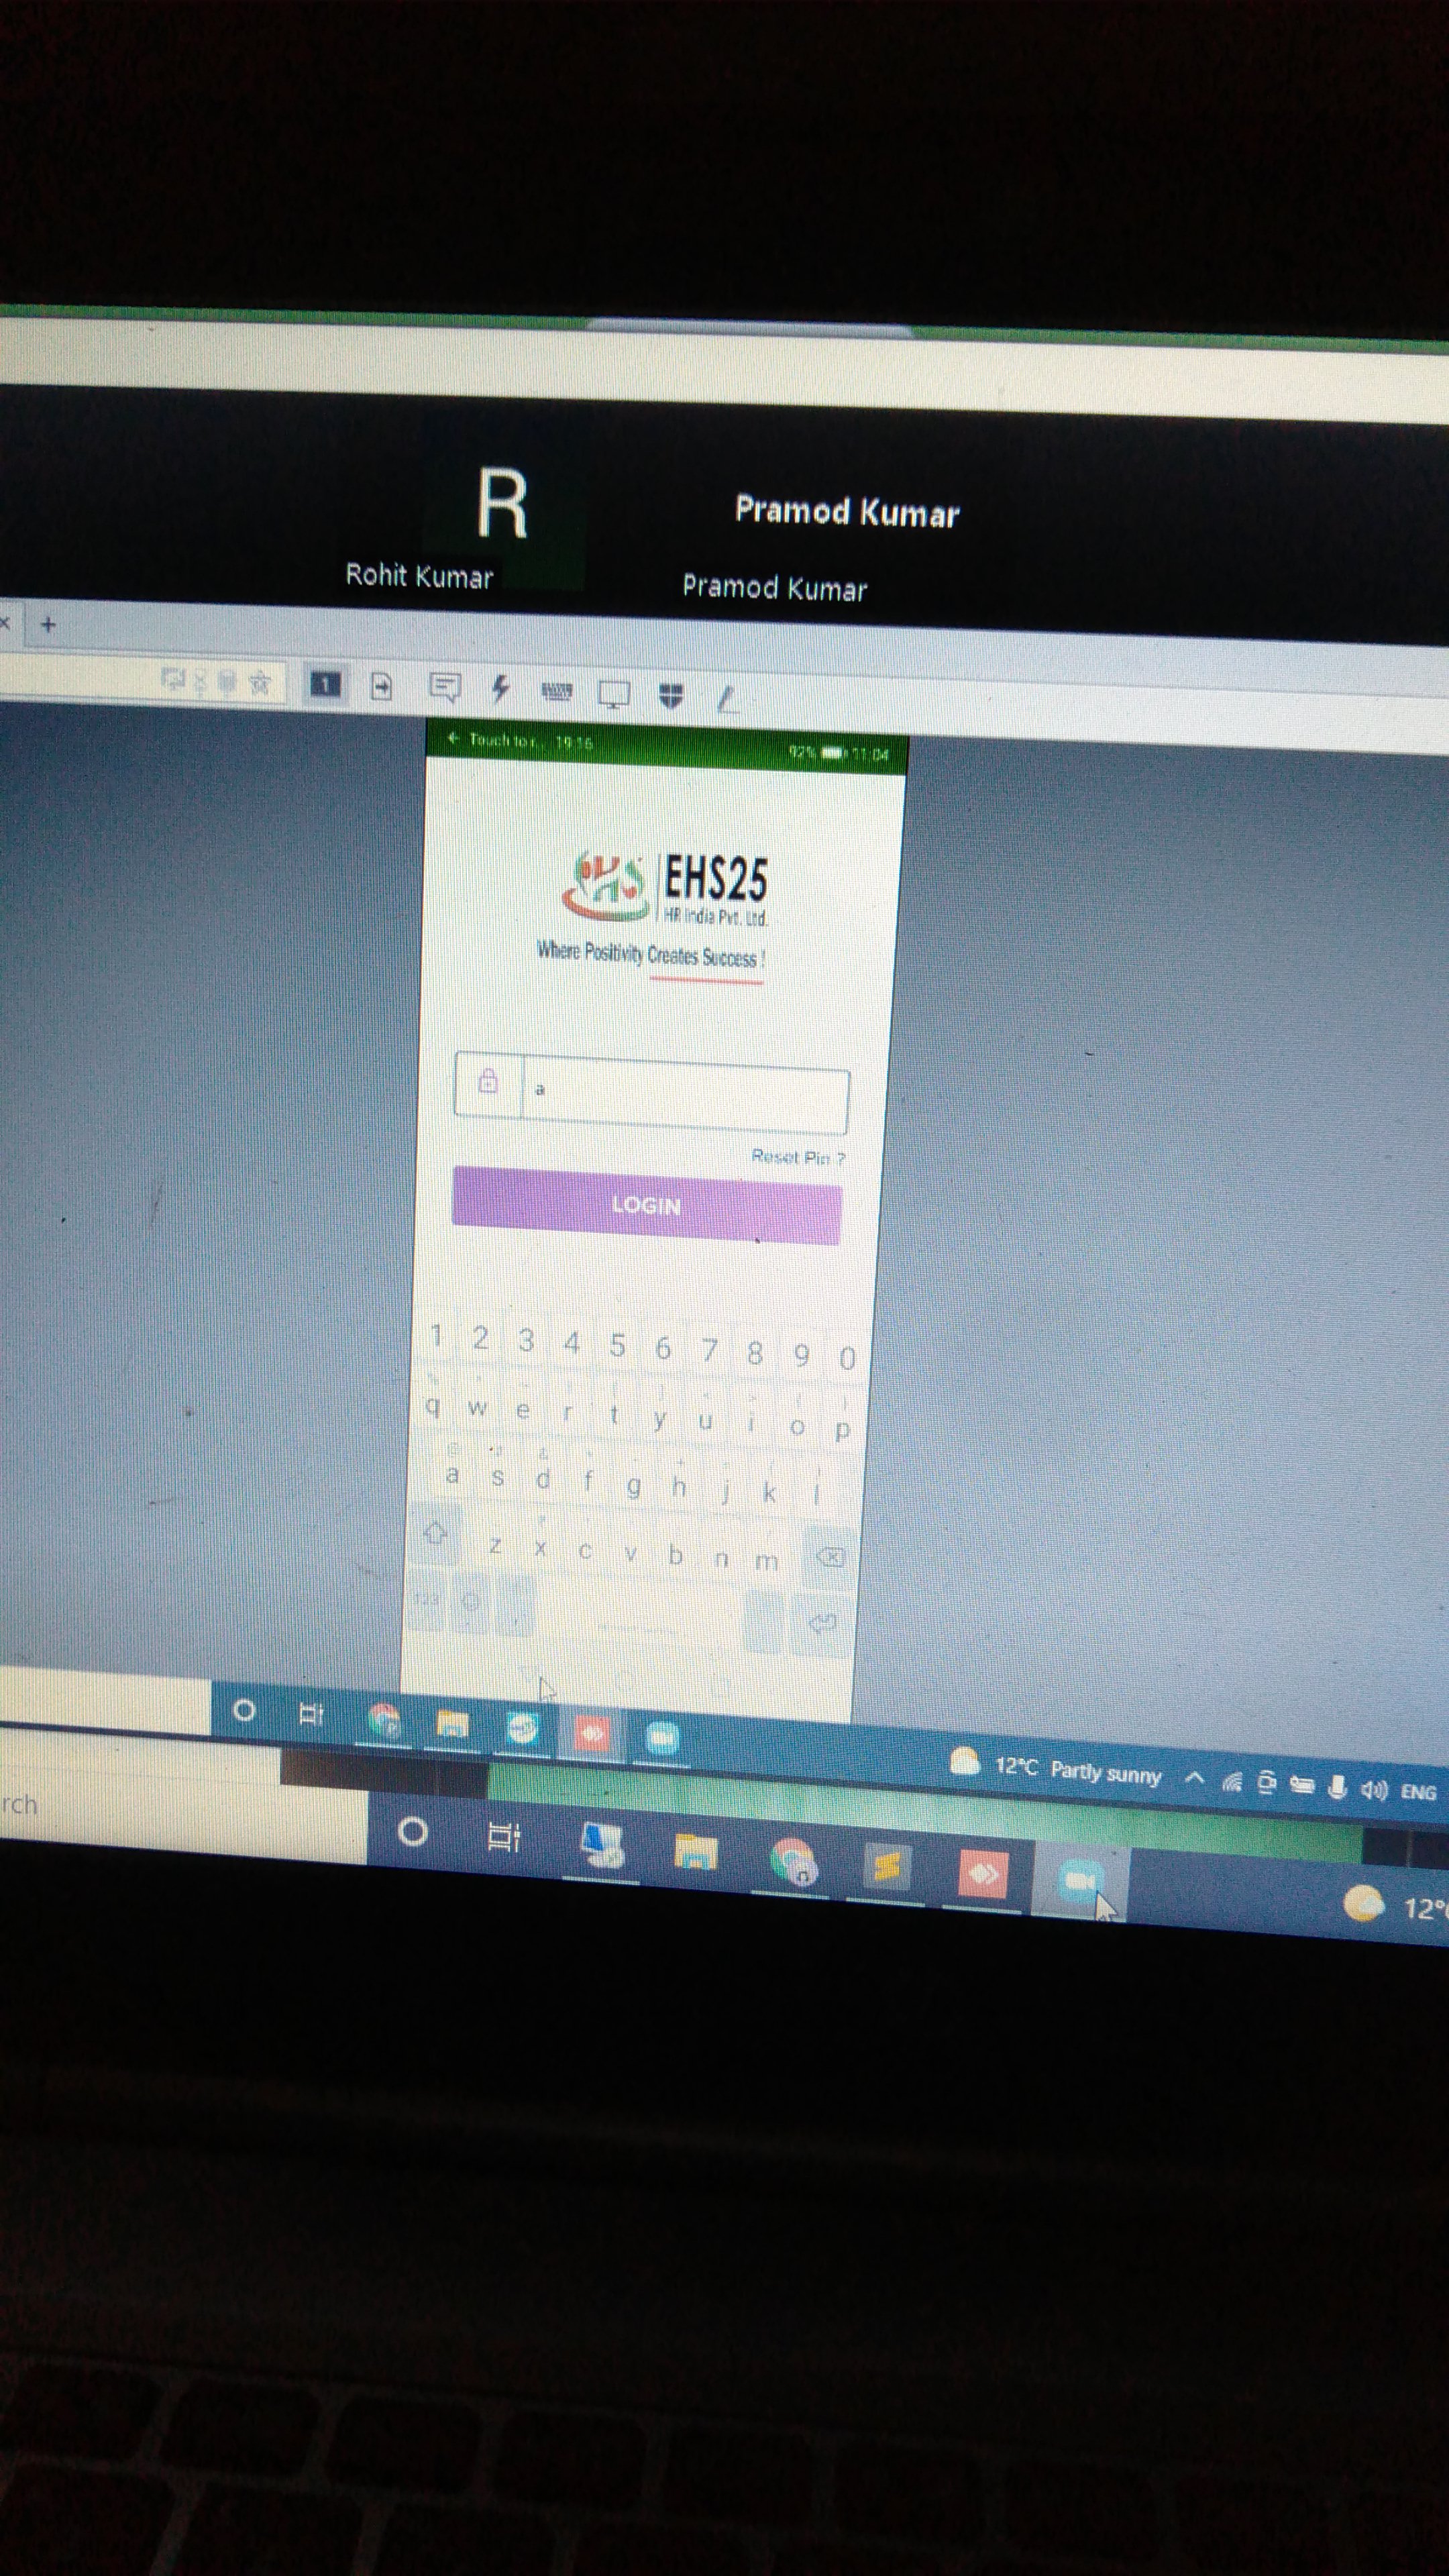 R
Pramod Kumar
Rohit Kumar
Pramod Kumar
× +
1
Touch to r... 19:16
92% 11:04
EHS
EHS25
HR India Pvt. Ltd.
Where Positivity Creates Success !
a
Reset Pin ?
LOGIN
1 2 3 4 5 6 7 8 9 0
q w e r t y u i o p
a s d f g h j k l
z x c v b n m
123 ,
12°C Partly sunny
ENG
rch
12°